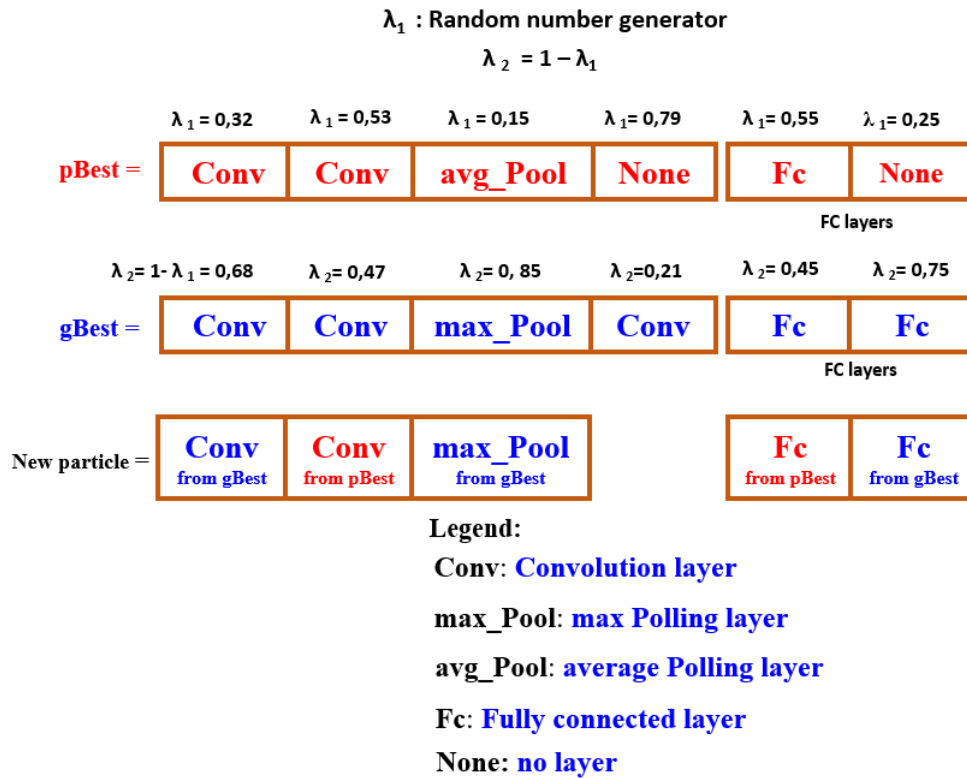 λ₁ : Random number generator
λ₂ = 1 – λ₁
λ₁ = 0,32 λ₁ = 0,53 λ₁ = 0,15 λ₁= 0,79 λ₁= 0,55 λ₁=0,25
pBest = Conv Conv avg_Pool None Fc None
FC layers
λ₂= 1- λ₁ = 0,68 λ₂= 0,47 λ₂= 0, 85 λ₂=0,21 λ₂= 0,45 λ₂= 0,75
gBest = Conv Conv max_Pool Conv Fc Fc
FC layers
New particle = Conv Conv max_Pool Fc Fc
from gBest from pBest from gBest from pBest from gBest
Legend:
Conv: Convolution layer
max_Pool: max Polling layer
avg_Pool: average Polling layer
Fc: Fully connected layer
None: no layer